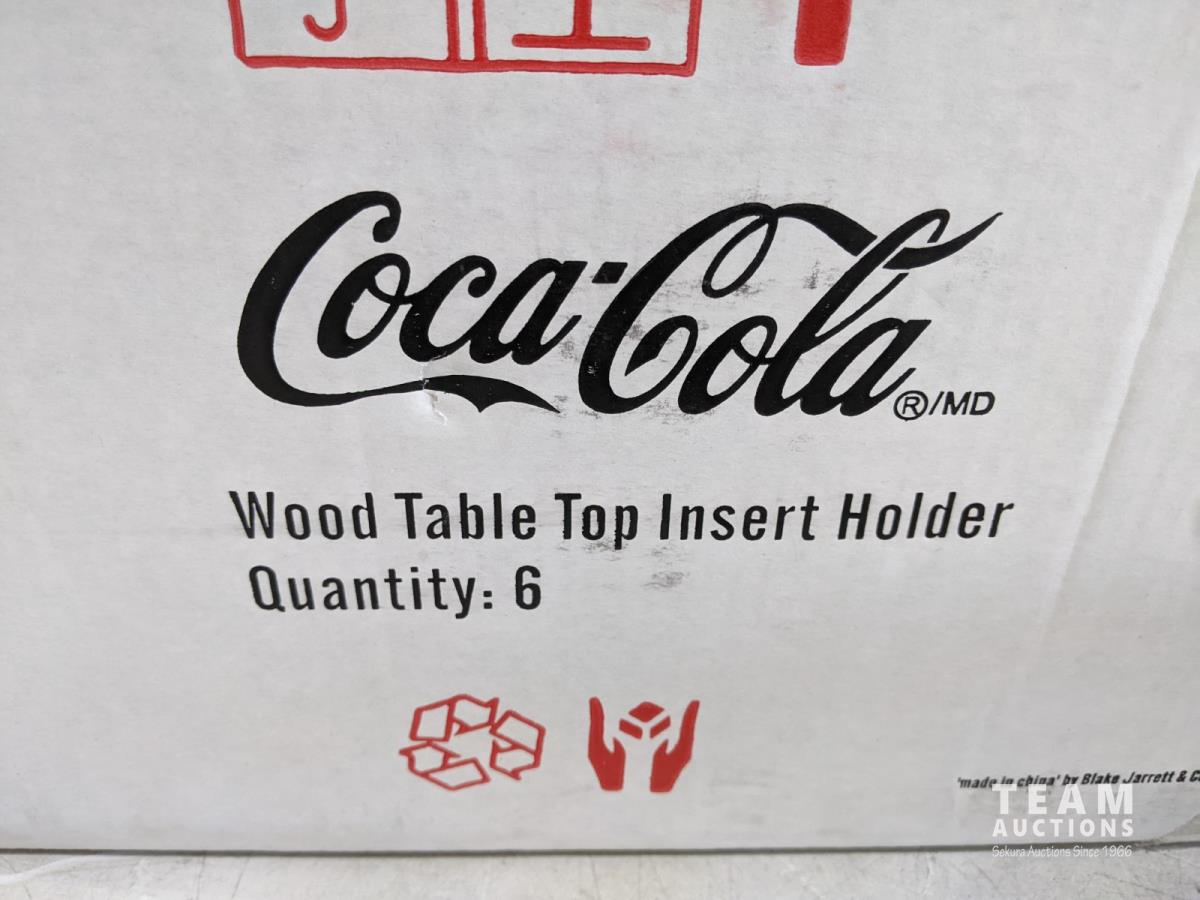 Coca-Cola
®/MD
Wood Table Top Insert Holder
Quantity: 6
'made in china' by Blake Jarrett &
TEAM
AUCTIONS
Sekura Auctions Since 1966